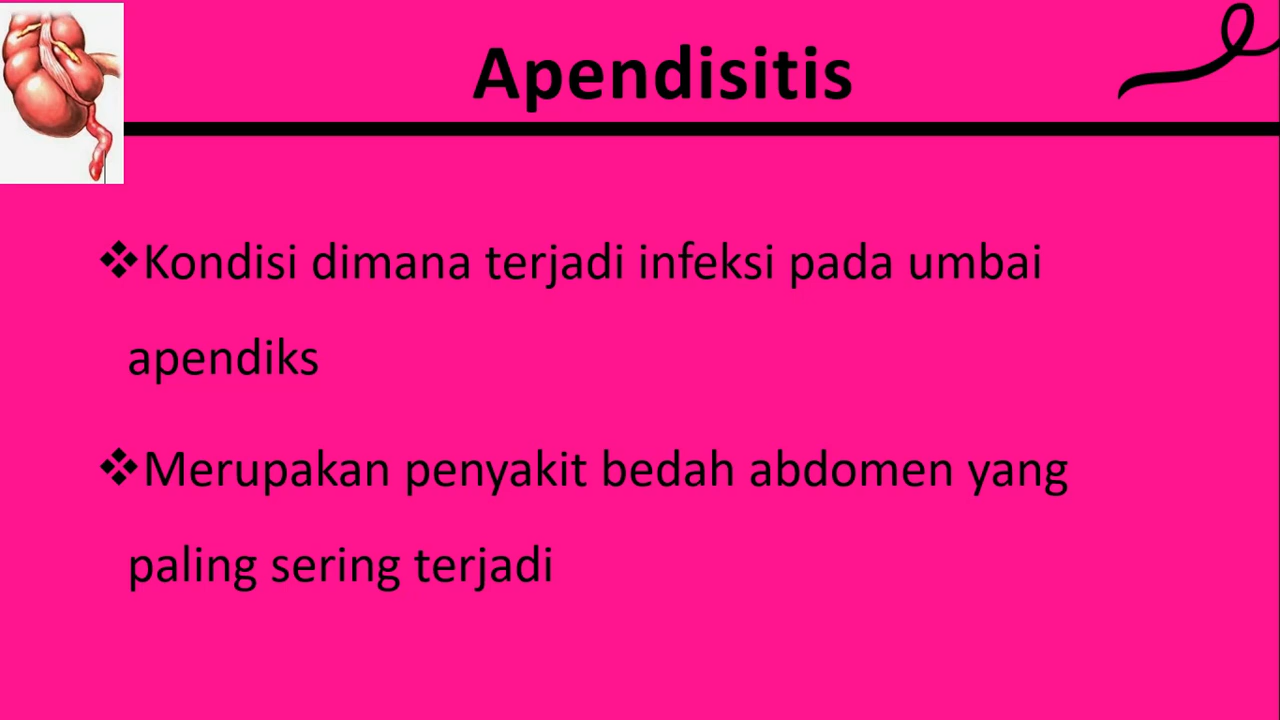 Apendisitis
❖Kondisi dimana terjadi infeksi pada umbai
apendiks
❖Merupakan penyakit bedah abdomen yang
paling sering terjadi